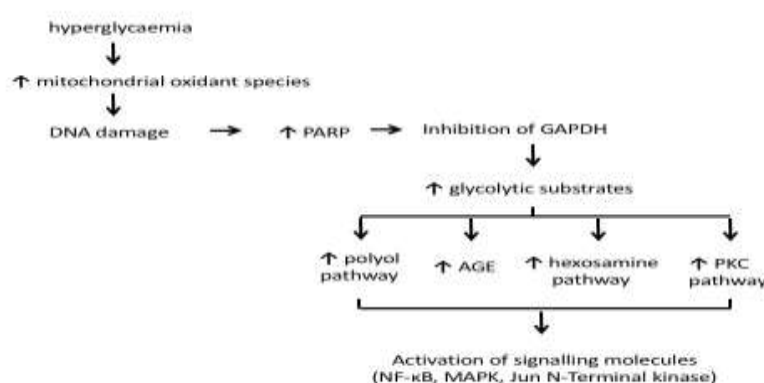 hyperglycaemia
↑ mitochondrial oxidant species
DNA damage → ↑ PARP → Inhibition of GAPDH
↑ glycolytic substrates
↑ polyol pathway
↑ AGE
↑ hexosamine pathway
↑ PKC pathway
Activation of signalling molecules
(NF-κB, MAPK, Jun N-Terminal kinase)